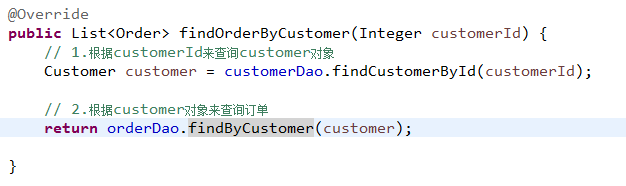 @Override
public List<Order> findOrderByCustomer(Integer customerId) {
// 1.根据customerId来查询customer对象
Customer customer = customerDao.findCustomerById(customerId);
// 2.根据customer对象来查询订单
return orderDao.findByCustomer(customer);
}